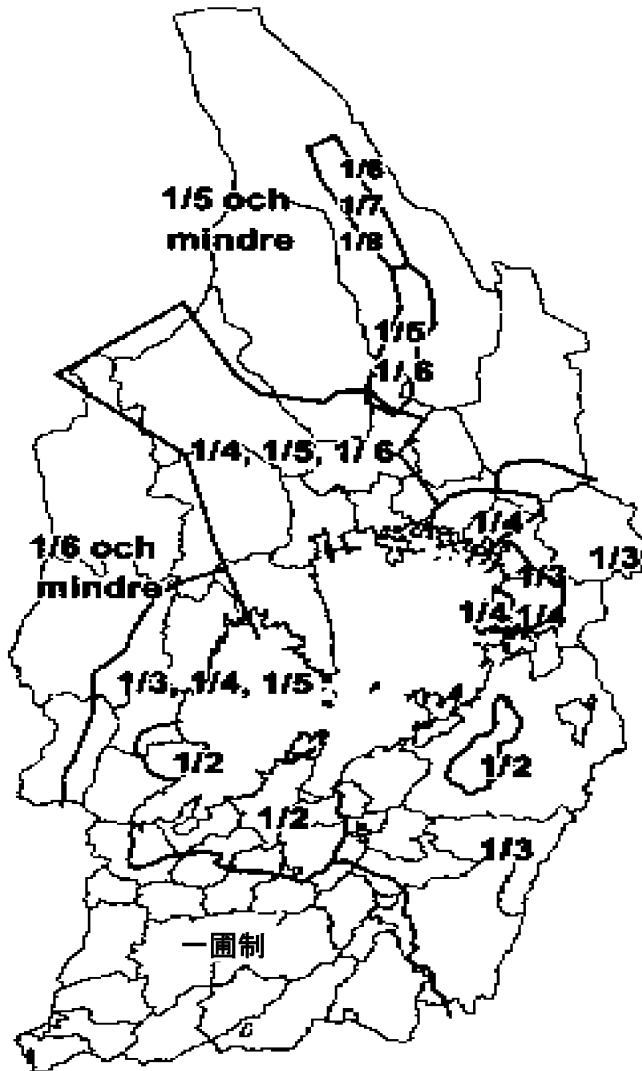 1/6
1/7
1/8
1/5 och
mindre
1/5
1/ 6
1/4, 1/5, 1/ 6
1/4
1/6 och
mindre
1/3
1/3
1/4
1/4
1/3, 1/4, 1/5
1/2
1/2
1/2
1/3
一圃制